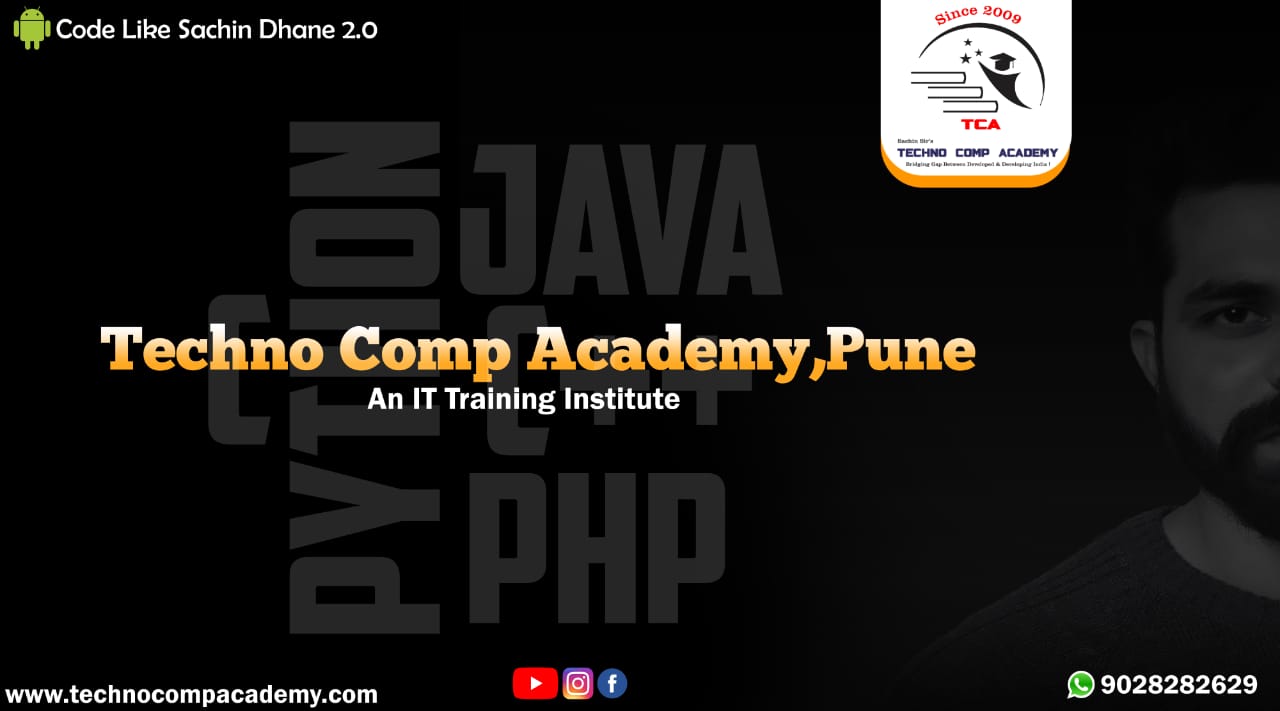 Code Like Sachin Dhane 2.0
Since 2009
TCA
Sachin Sir's
TECHNO COMP ACADEMY
Bridging Gap Between Developed & Developing India !
PYTHON
JAVA
C
C++
PHP
Techno Comp Academy,Pune
An IT Training Institute
www.technocompacademy.com
9028282629